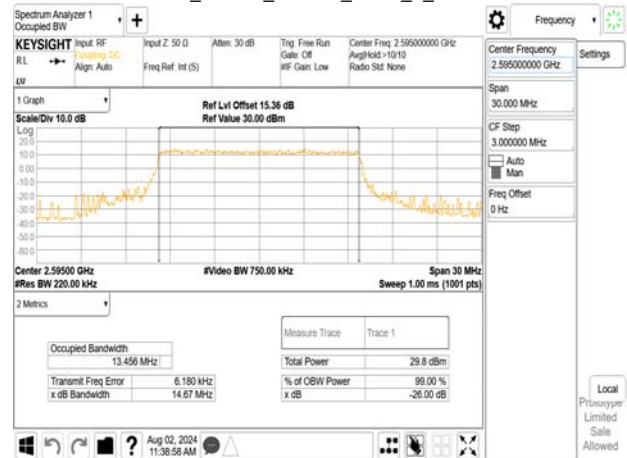 Spectrum Analyzer 1
Occupied BW
Frequency
KEYSIGHT
Input: RF
Coupling: DC
Align: Auto
Input Z: 50 Ω
Freq Ref: Int (S)
Atten: 30 dB
Trig: Free Run
Gate: Off
#IF Gain: Low
Center Freq: 2.595000000 GHz
Avg|Hold:>10/10
Radio Std: None
RL
Center Frequency
2.595000000 GHz
Settings
Span
30.000 MHz
CF Step
3.000000 MHz
Auto
Man
Freq Offset
0 Hz
1 Graph
Scale/Div 10.0 dB
Ref Lvl Offset 15.36 dB
Ref Value 30.00 dBm
Log
20.0
10.0
0.00
-10.0
-20.0
-30.0
-40.0
-50.0
-60.0
Center 2.59500 GHz
#Res BW 220.00 kHz
#Video BW 750.00 kHz
Span 30 MHz
Sweep 1.00 ms (1001 pts)
2 Metrics
Measure Trace Trace 1
Occupied Bandwidth
13.456 MHz
Total Power 29.8 dBm
Transmit Freq Error 6.180 kHz
% of OBW Power 99.00 %
x dB Bandwidth 14.67 MHz
x dB -26.00 dB
Local
Prototype
Limited
Sale
Allowed
Aug 02, 2024
11:38:58 AM